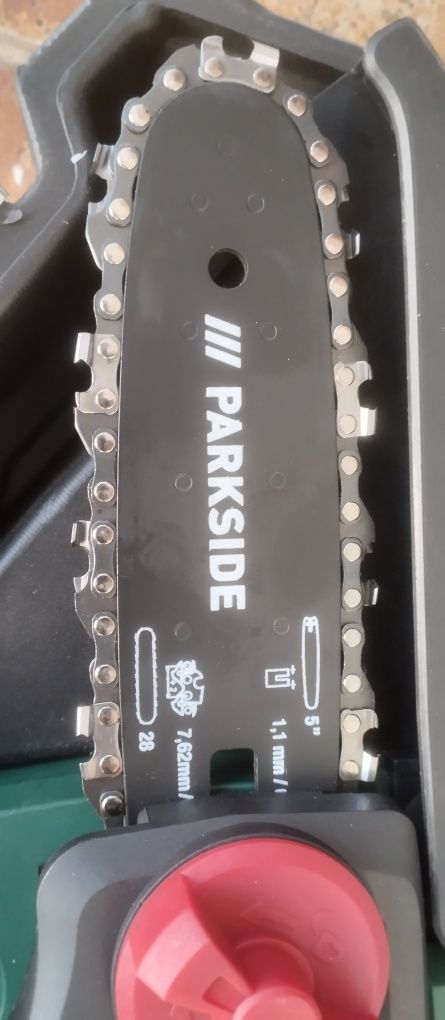 /// PARKSIDE
5"
1,1 mm /
28
7,62mm /